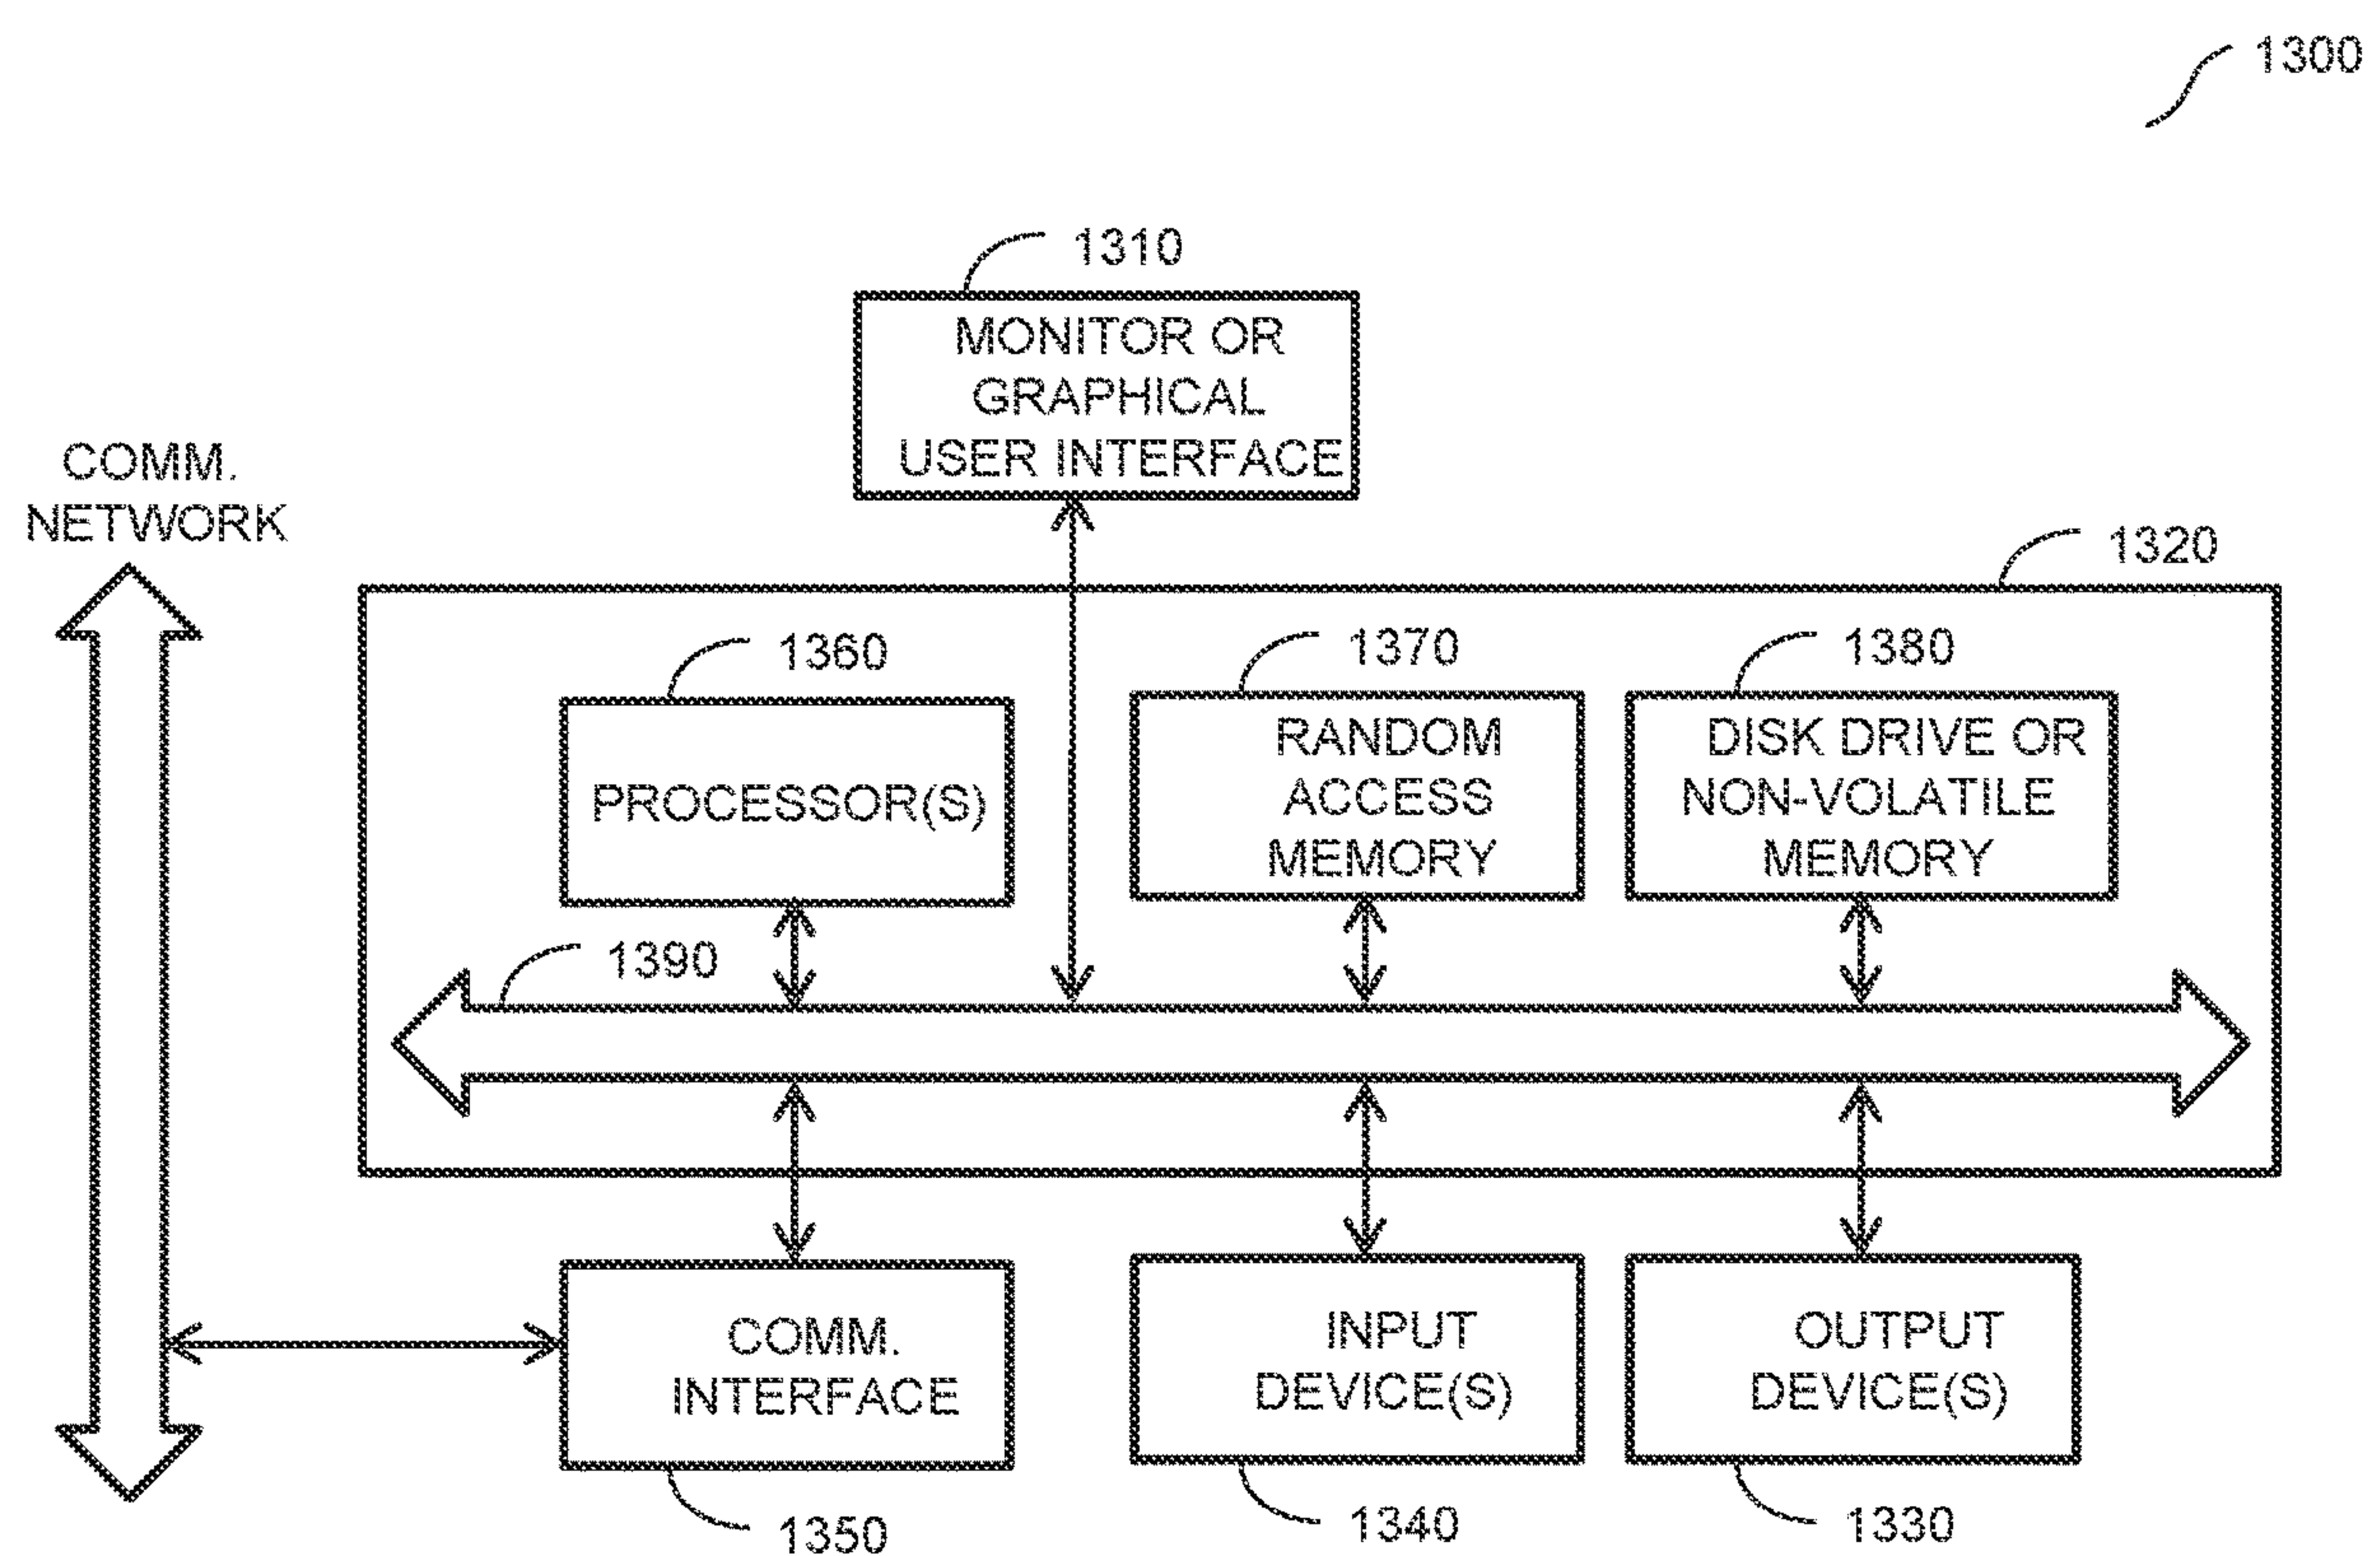 1300
1310
MONITOR OR
GRAPHICAL
USER INTERFACE
COMM.
NETWORK
1320
1360
1370
1380
PROCESSOR(S)
RANDOM
ACCESS
MEMORY
DISK DRIVE OR
NON-VOLATILE
MEMORY
1390
COMM.
INTERFACE
INPUT
DEVICE(S)
OUTPUT
DEVICE(S)
1350
1340
1330